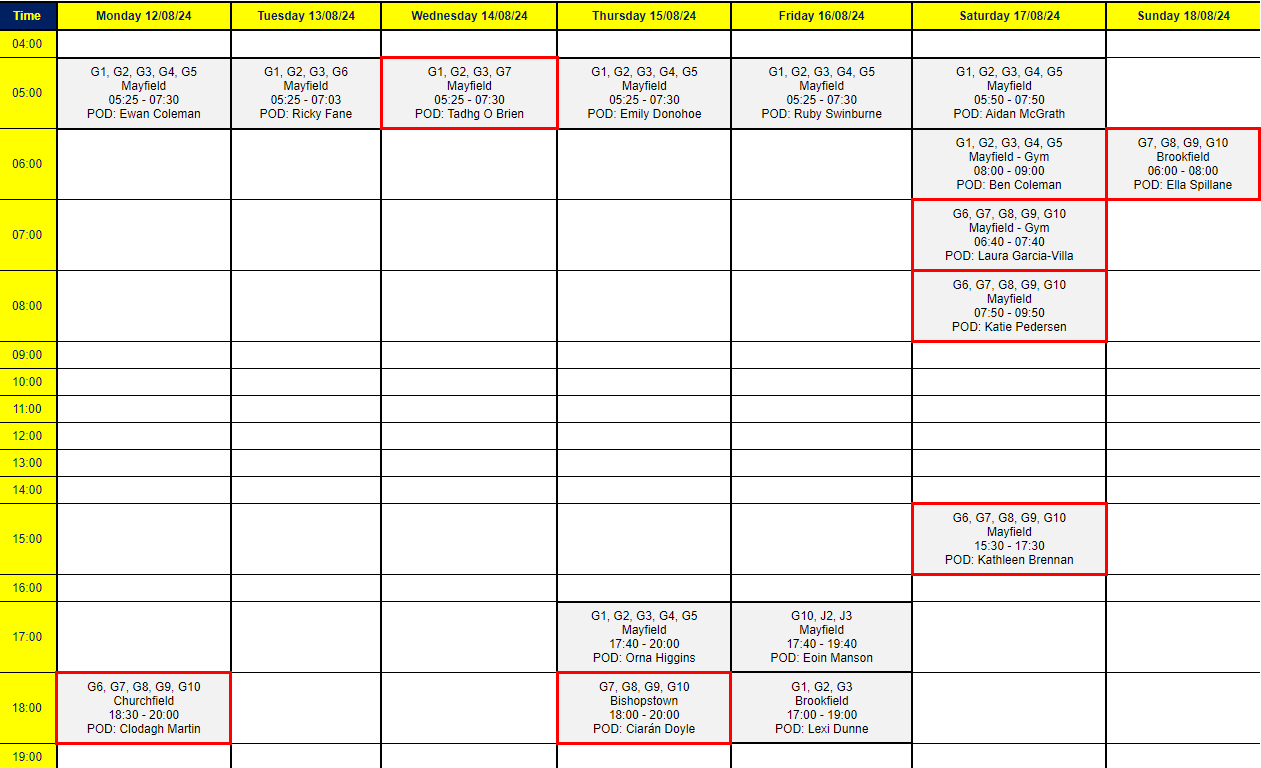 Time Monday 12/08/24 Tuesday 13/08/24 Wednesday 14/08/24 Thursday 15/08/24 Friday 16/08/24 Saturday 17/08/24 Sunday 18/08/24
04:00
05:00
G1, G2, G3, G4, G5
Mayfield
05:25 - 07:30
POD: Ewan Coleman
G1, G2, G3, G6
Mayfield
05:25 - 07:03
POD: Ricky Fane
G1, G2, G3, G7
Mayfield
05:25 - 07:30
POD: Tadhg O Brien
G1, G2, G3, G4, G5
Mayfield
05:25 - 07:30
POD: Emily Donohoe
G1, G2, G3, G4, G5
Mayfield
05:25 - 07:30
POD: Ruby Swinburne
G1, G2, G3, G4, G5
Mayfield
05:50 - 07:50
POD: Aidan McGrath
06:00
G1, G2, G3, G4, G5
Mayfield - Gym
08:00 - 09:00
POD: Ben Coleman
G7, G8, G9, G10
Brookfield
06:00 - 08:00
POD: Ella Spillane
07:00
G6, G7, G8, G9, G10
Mayfield - Gym
06:40 - 07:40
POD: Laura Garcia-Villa
08:00
G6, G7, G8, G9, G10
Mayfield
07:50 - 09:50
POD: Katie Pedersen
09:00
10:00
11:00
12:00
13:00
14:00
15:00
G6, G7, G8, G9, G10
Mayfield
15:30 - 17:30
POD: Kathleen Brennan
16:00
17:00
G1, G2, G3, G4, G5
Mayfield
17:40 - 20:00
POD: Orna Higgins
G10, J2, J3
Mayfield
17:40 - 19:40
POD: Eoin Manson
18:00
G6, G7, G8, G9, G10
Churchfield
18:30 - 20:00
POD: Clodagh Martin
G7, G8, G9, G10
Bishopstown
18:00 - 20:00
POD: Ciarán Doyle
G1, G2, G3
Brookfield
17:00 - 19:00
POD: Lexi Dunne
19:00